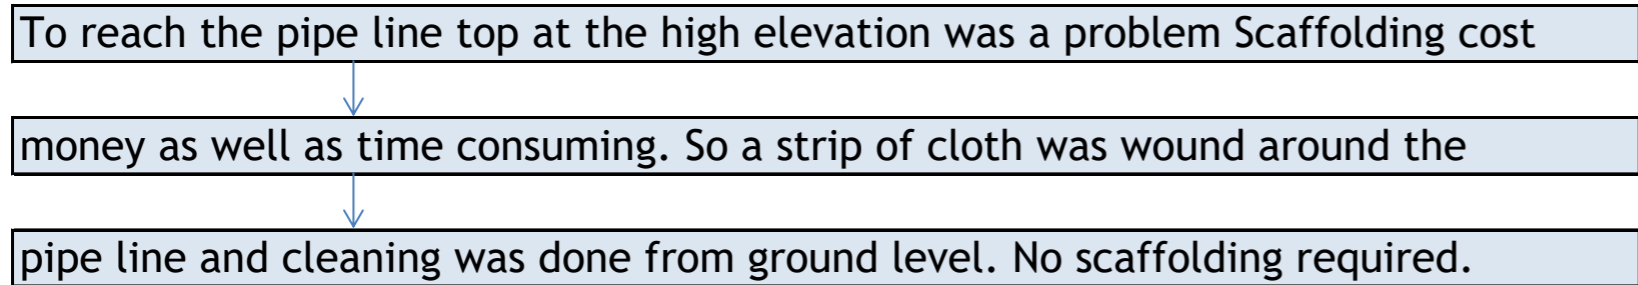 To reach the pipe line top at the high elevation was a problem Scaffolding cost
money as well as time consuming. So a strip of cloth was wound around the
pipe line and cleaning was done from ground level. No scaffolding required.